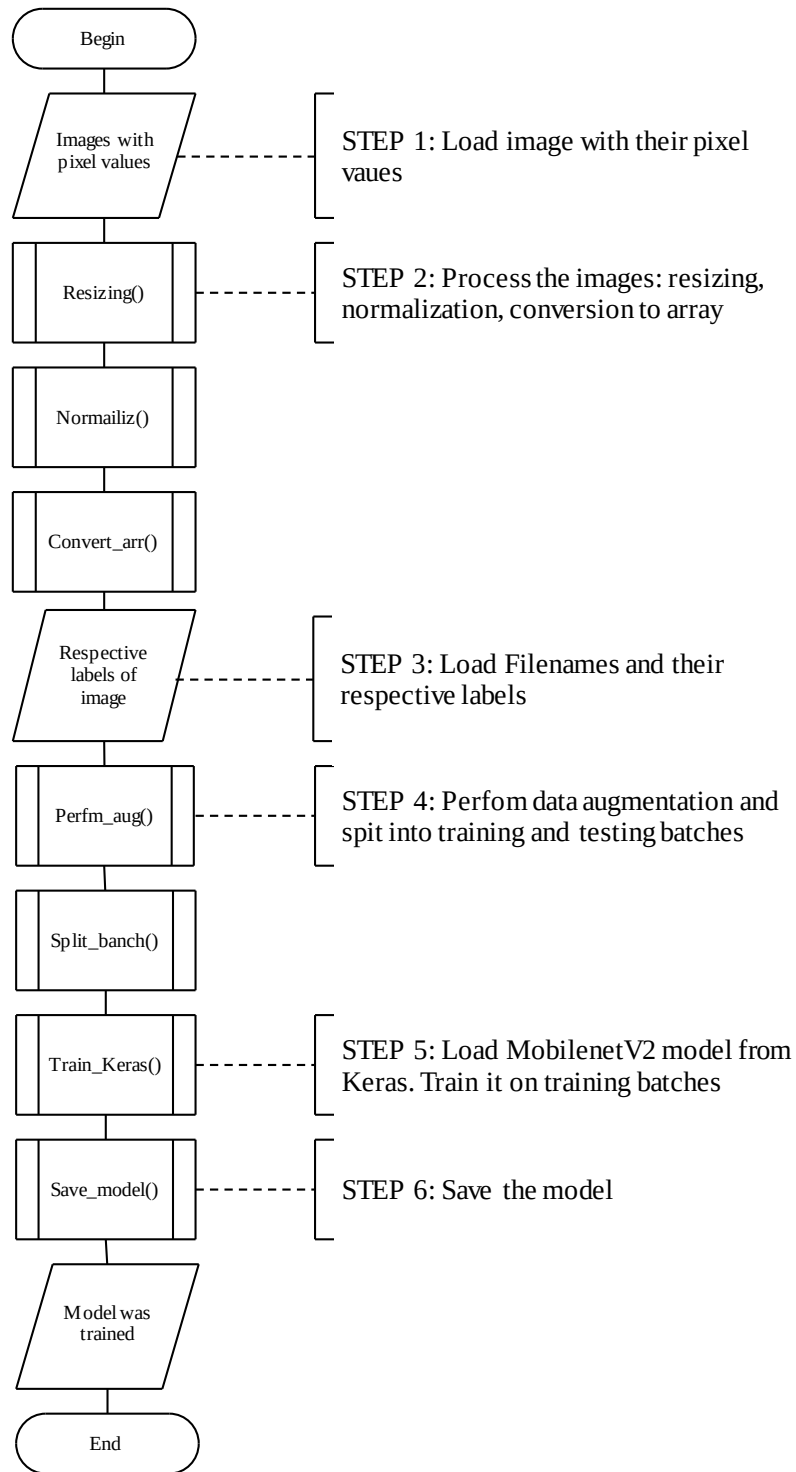 Begin
Images with
pixel values
STEP 1: Load image with their pixel
vaues
Resizing()
STEP 2: Process the images: resizing,
normalization, conversion to array
Normailiz()
Convert_arr()
Respective
labels of
image
STEP 3: Load Filenames and their
respective labels
Perfm_aug()
STEP 4: Perfom data augmentation and
spit into training and testing batches
Split_banch()
Train_Keras()
STEP 5: Load MobilenetV2 model from
Keras. Train it on training batches
Save_model()
STEP 6: Save the model
Model was
trained
End